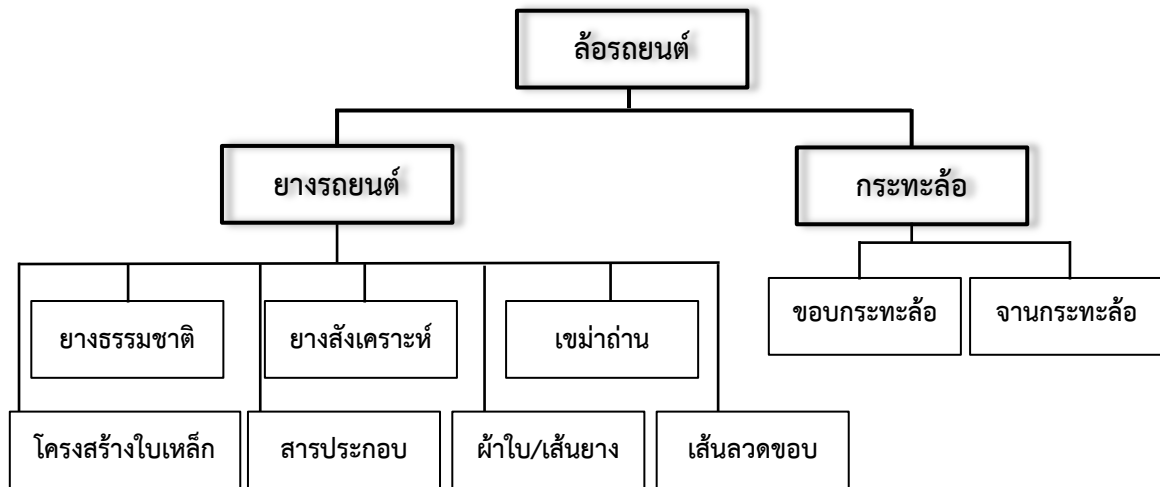 ล้อรถยนต์
ยางรถยนต์
กระทะล้อ
ขอบกระทะล้อ
จานกระทะล้อ
ยางธรรมชาติ
ยางสังเคราะห์
เขม่าถ่าน
โครงสร้างใบเหล็ก
สารประกอบ
ผ้าใบ/เส้นยาง
เส้นลวดขอบ